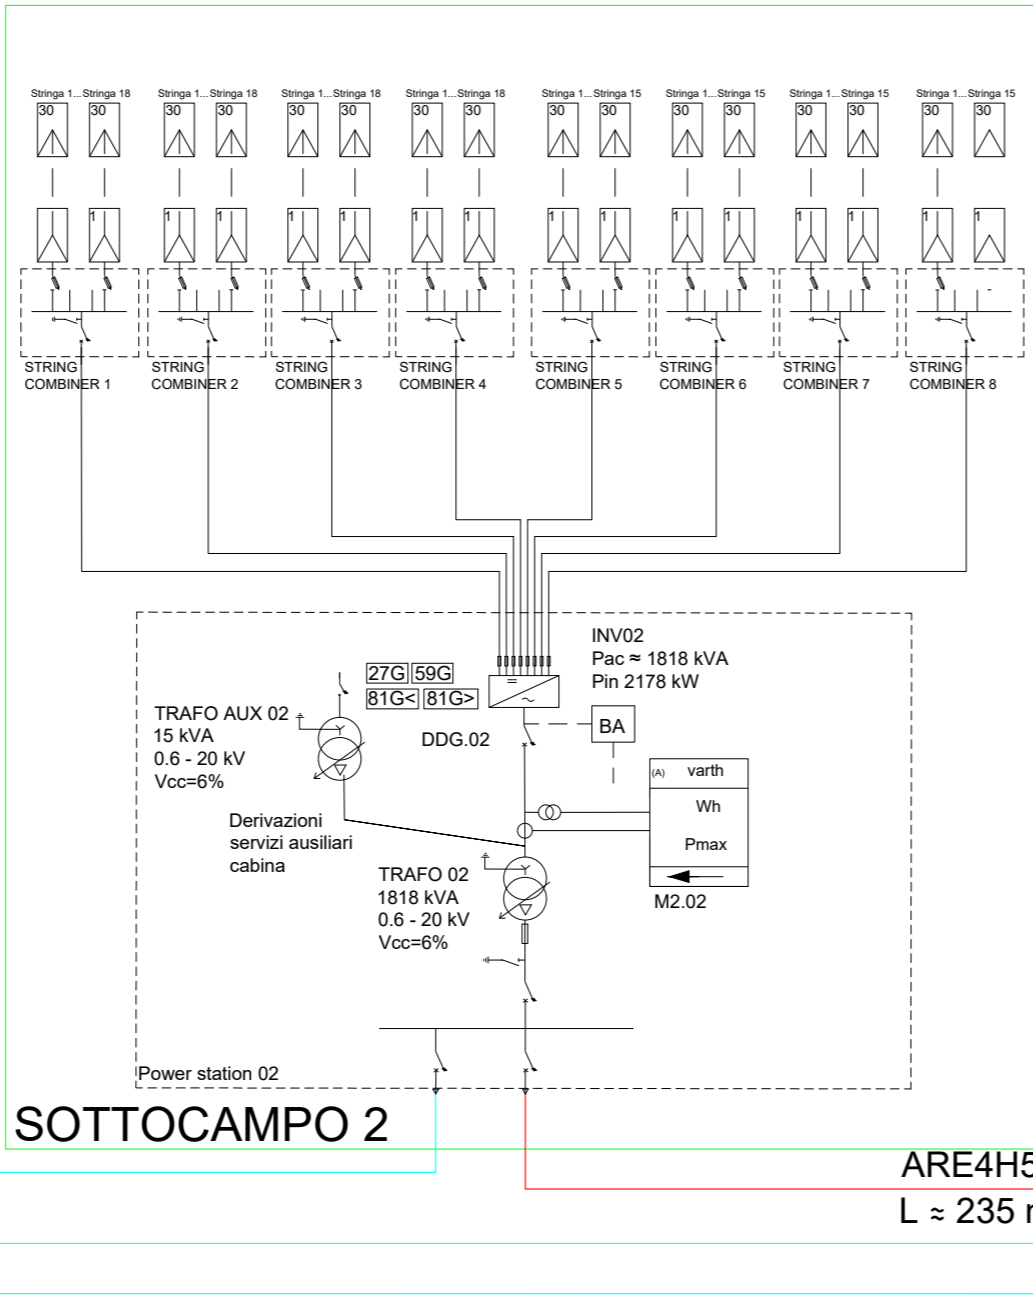 Stringa 1...Stringa 18
Stringa 1...Stringa 18
Stringa 1...Stringa 18
Stringa 1...Stringa 18
Stringa 1...Stringa 15
Stringa 1...Stringa 15
Stringa 1...Stringa 15
Stringa 1...Stringa 15
30 30 30 30 30 30 30 30 30 30 30 30 30 30 30 30
1 1 1 1 1 1 1 1 1 1 1 1 1 1 1 1
STRING
COMBINER 1
STRING
COMBINER 2
STRING
COMBINER 3
STRING
COMBINER 4
STRING
COMBINER 5
STRING
COMBINER 6
STRING
COMBINER 7
STRING
COMBINER 8
INV02
Pac ≈ 1818 kVA
Pin 2178 kW
27G 59G
81G< 81G>
TRAFO AUX 02
15 kVA
0.6 - 20 kV
Vcc=6%
DDG.02
BA
(A) varth
Wh
Pmax
M2.02
Derivazioni
servizi ausiliari
cabina
TRAFO 02
1818 kVA
0.6 - 20 kV
Vcc=6%
Power station 02
SOTTOCAMPO 2
ARE4H5
L ≈ 235